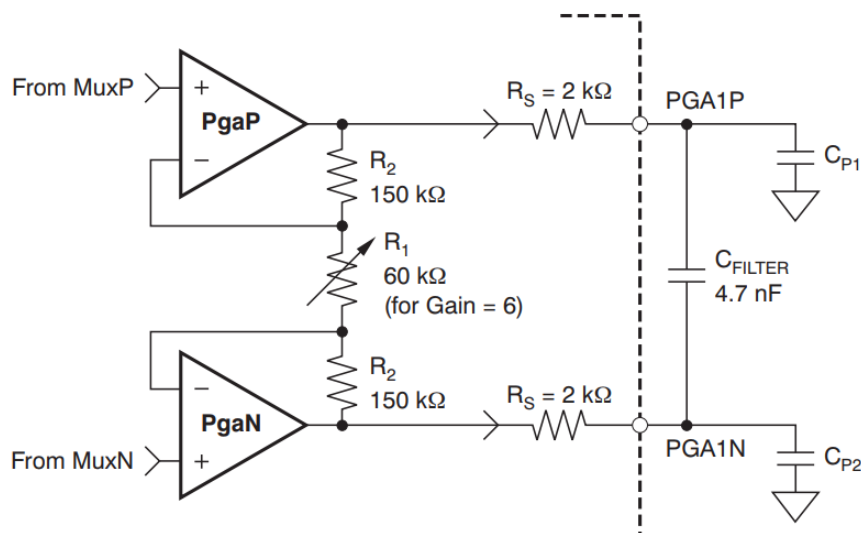 From MuxP
+
PgaP
−
R2
150 kΩ
RS = 2 kΩ
PGA1P
CP1
R1
60 kΩ
(for Gain = 6)
CFILTER
4.7 nF
R2
150 kΩ
−
PgaN
+
From MuxN
RS = 2 kΩ
PGA1N
CP2